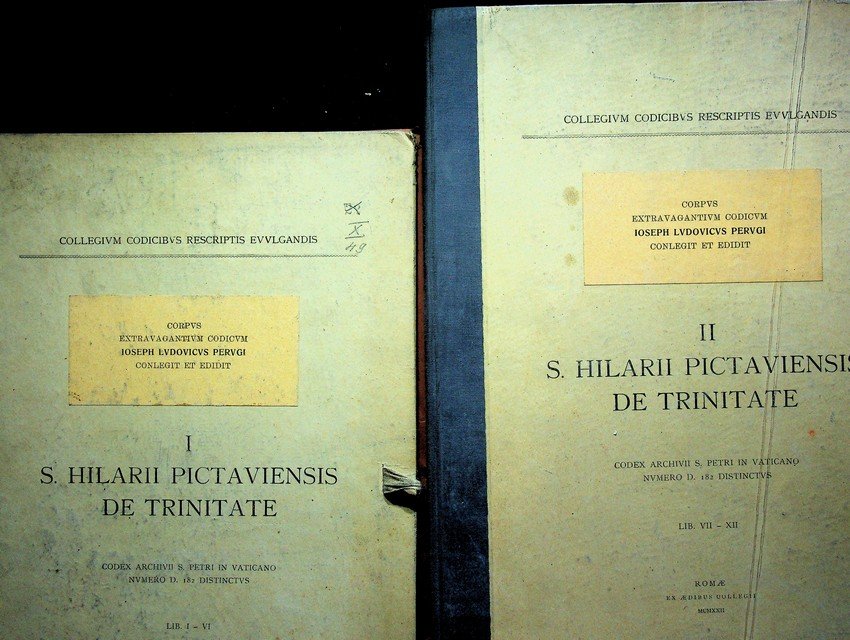 COLLEGIVM CODICIBVS RESCRIPTIS EVVLGANDIS
X
49
CORPVS
EXTRAVAGANTIVM CODICVM
IOSEPH LVDOVICVS PERVGI
CONLEGIT ET EDIDIT
I
S. HILARII PICTAVIENSIS
DE TRINITATE
CODEX ARCHIVII S. PETRI IN VATICANO
NVMERO D. 182 DISTINCTVS
LIB. I – VI
COLLEGIVM CODICIBVS RESCRIPTIS EVVLGANDIS
CORPVS
EXTRAVAGANTIVM CODICVM
IOSEPH LVDOVICVS PERVGI
CONLEGIT ET EDIDIT
II
S. HILARII PICTAVIENSIS
DE TRINITATE
CODEX ARCHIVII S. PETRI IN VATICANO
NVMERO D. 182 DISTINCTVS
LIB. VII – XII
ROMÆ
EX ÆDIBUS COLLEGII
MCMXXII